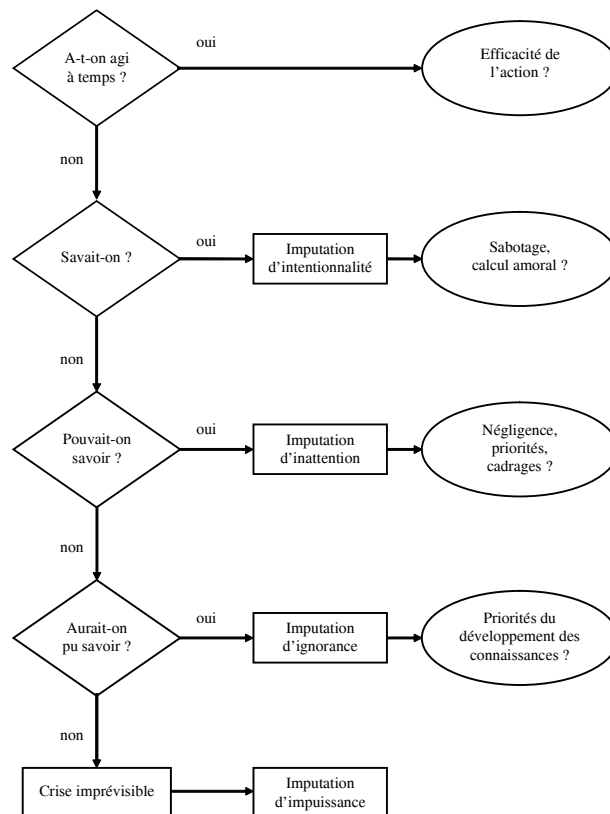 A-t-on agi
à temps ?
oui
Efficacité de
l'action ?
non
Savait-on ?
oui
Imputation
d'intentionnalité
Sabotage,
calcul amoral ?
non
Pouvait-on
savoir ?
oui
Imputation
d'inattention
Négligence,
priorités,
cadrages ?
non
Aurait-on
pu savoir ?
oui
Imputation
d'ignorance
Priorités du
développement des
connaissances ?
non
Crise imprévisible
Imputation
d'impuissance